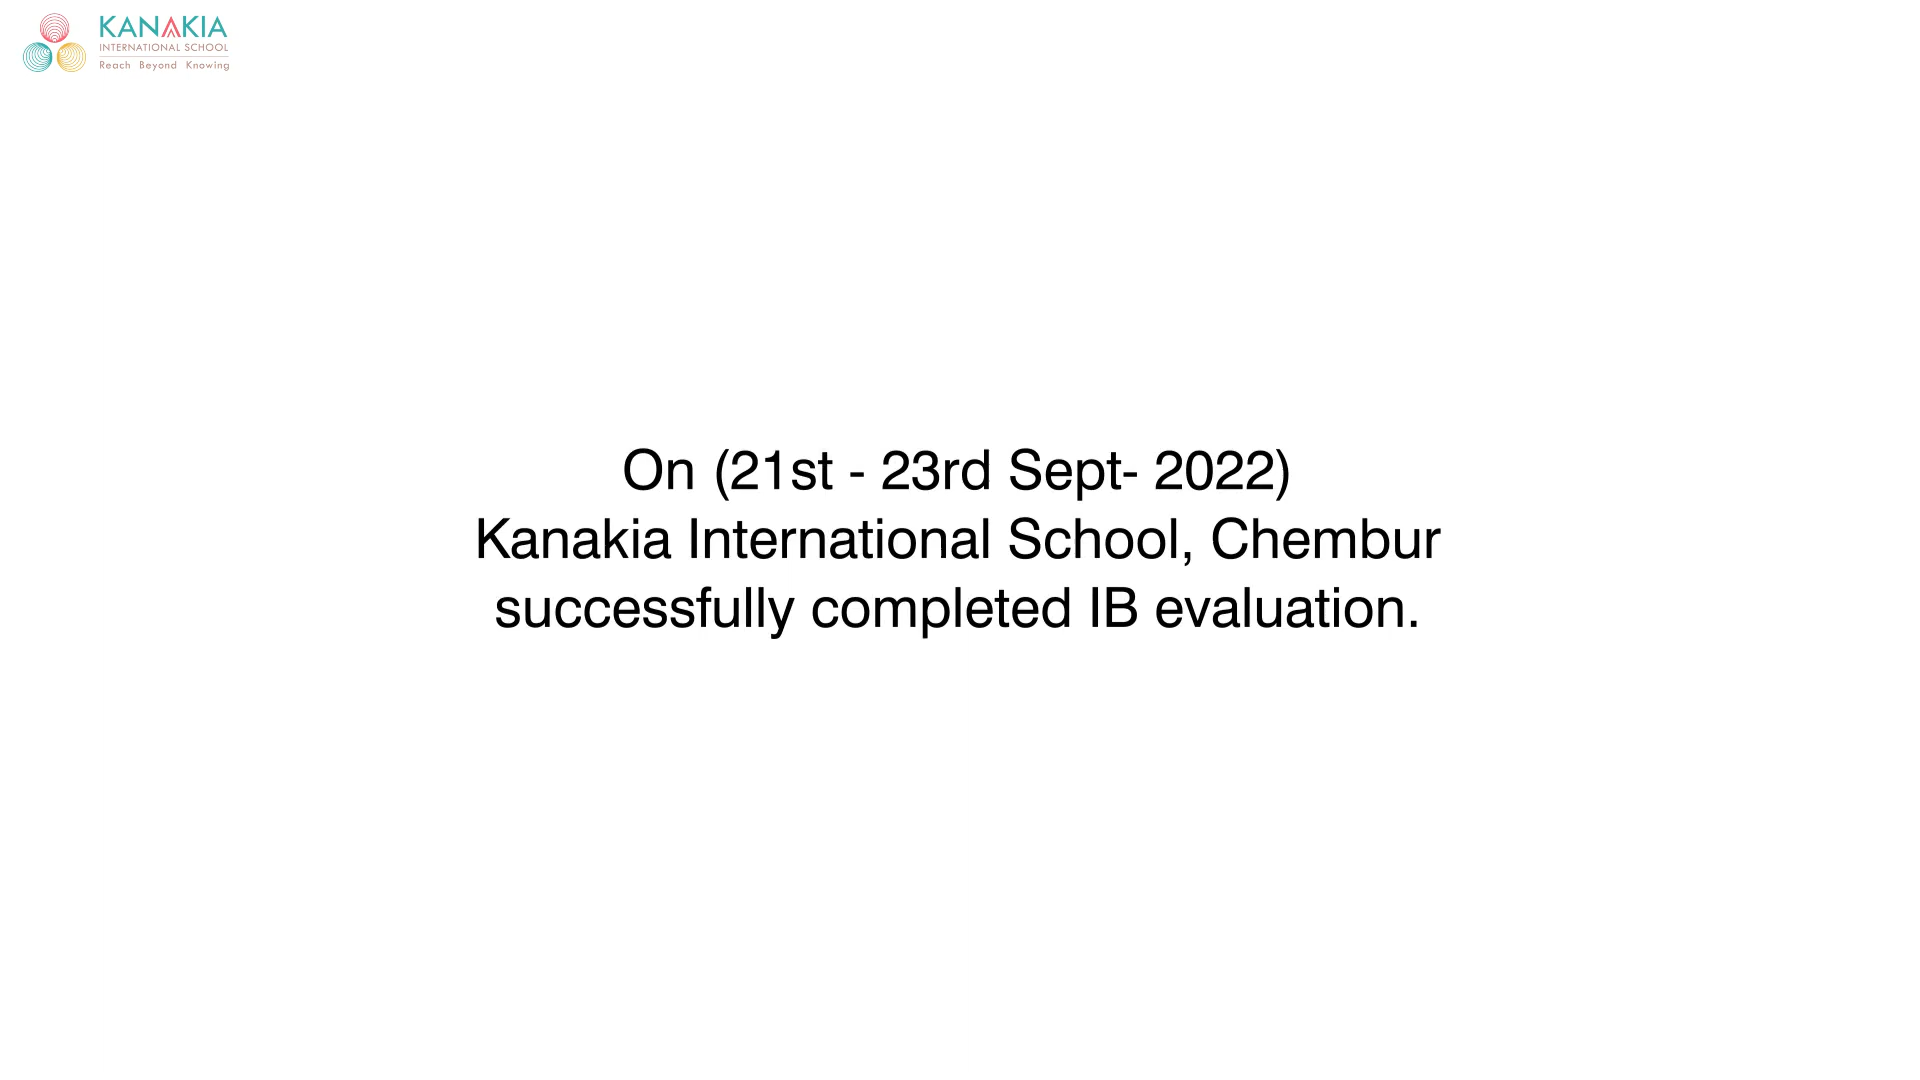 KANAKIA
INTERNATIONAL SCHOOL
Reach Beyond Knowing
On (21st - 23rd Sept- 2022)
Kanakia International School, Chembur
successfully completed IB evaluation.